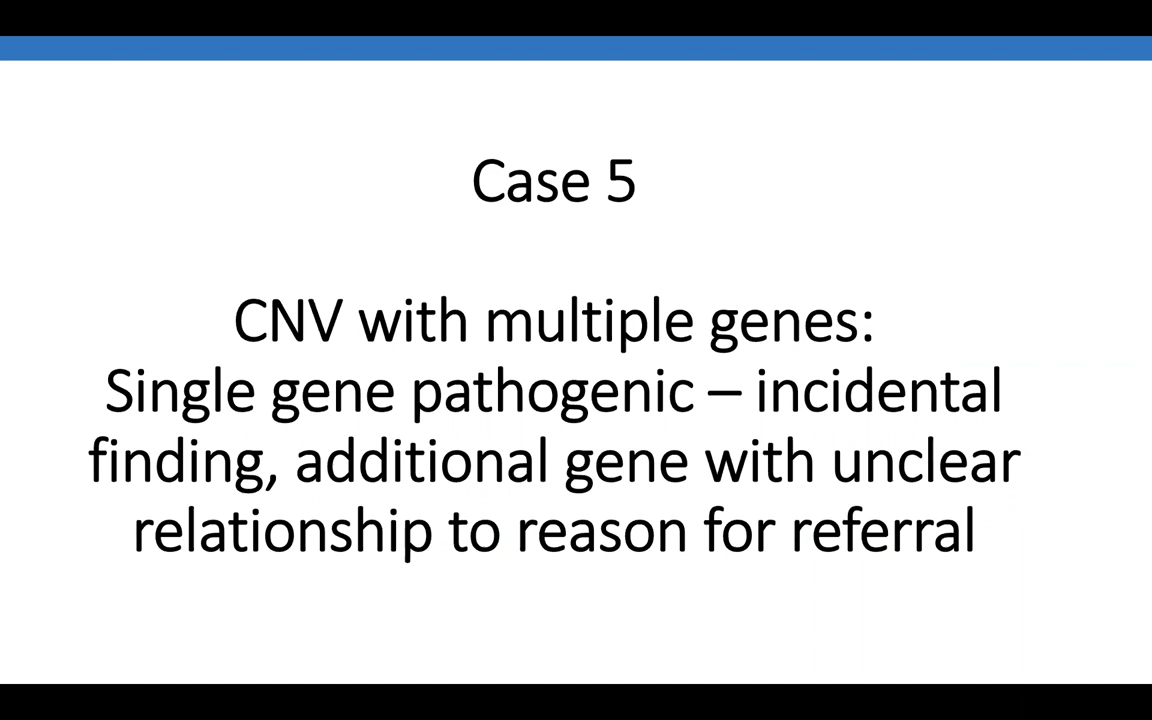 Case 5
CNV with multiple genes:
Single gene pathogenic – incidental
finding, additional gene with unclear
relationship to reason for referral